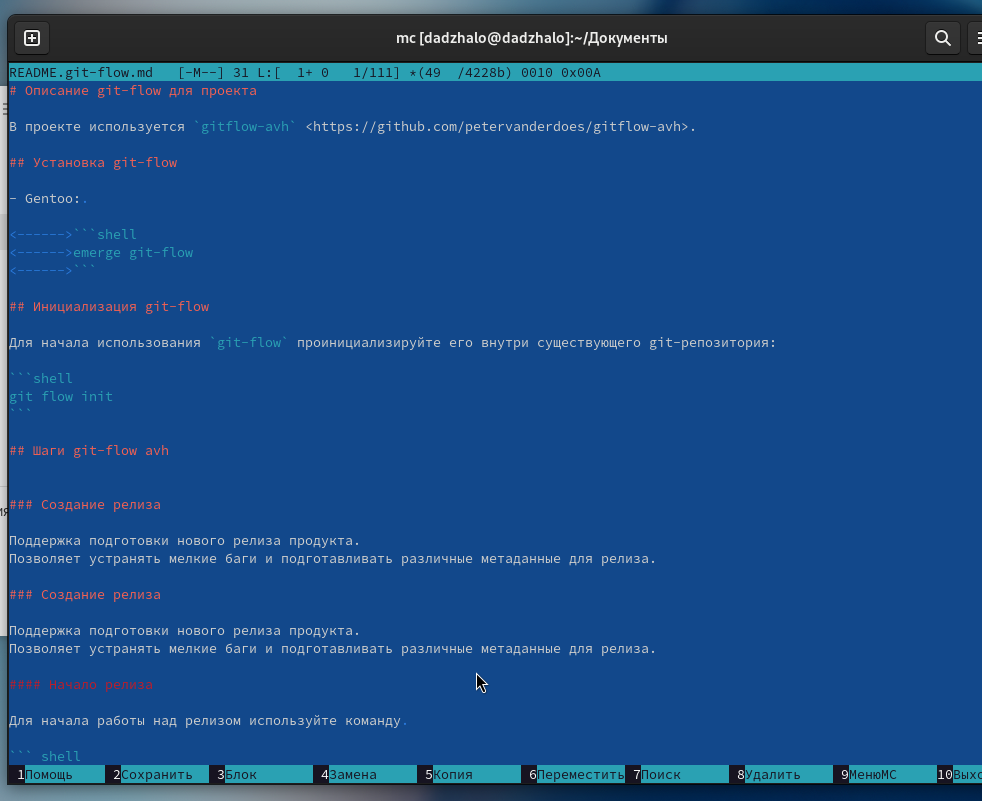 mc [dadzhalo@dadzhalo]:~/Документы
README.git-flow.md [-M--] 31 L:[ 1+ 0 1/111] *(49 /4228b) 0010 0x00A
# Описание git-flow для проекта
В проекте используется `gitflow-avh` <https://github.com/petervanderdoes/gitflow-avh>.
## Установка git-flow
- Gentoo:.
<------>```shell
<------>emerge git-flow
<------>```
## Инициализация git-flow
Для начала использования `git-flow` проинициализируйте его внутри существующего git-репозитория:
```shell
git flow init
```
## Шаги git-flow avh
### Создание релиза
Поддержка подготовки нового релиза продукта.
Позволяет устранять мелкие баги и подготавливать различные метаданные для релиза.
### Создание релиза
Поддержка подготовки нового релиза продукта.
Позволяет устранять мелкие баги и подготавливать различные метаданные для релиза.
#### Начало релиза
Для начала работы над релизом используйте команду.
``` shell
1Помощь 2Сохранить 3Блок 4Замена 5Копия 6Переместить 7Поиск 8Удалить 9МенюМС 10Выхо